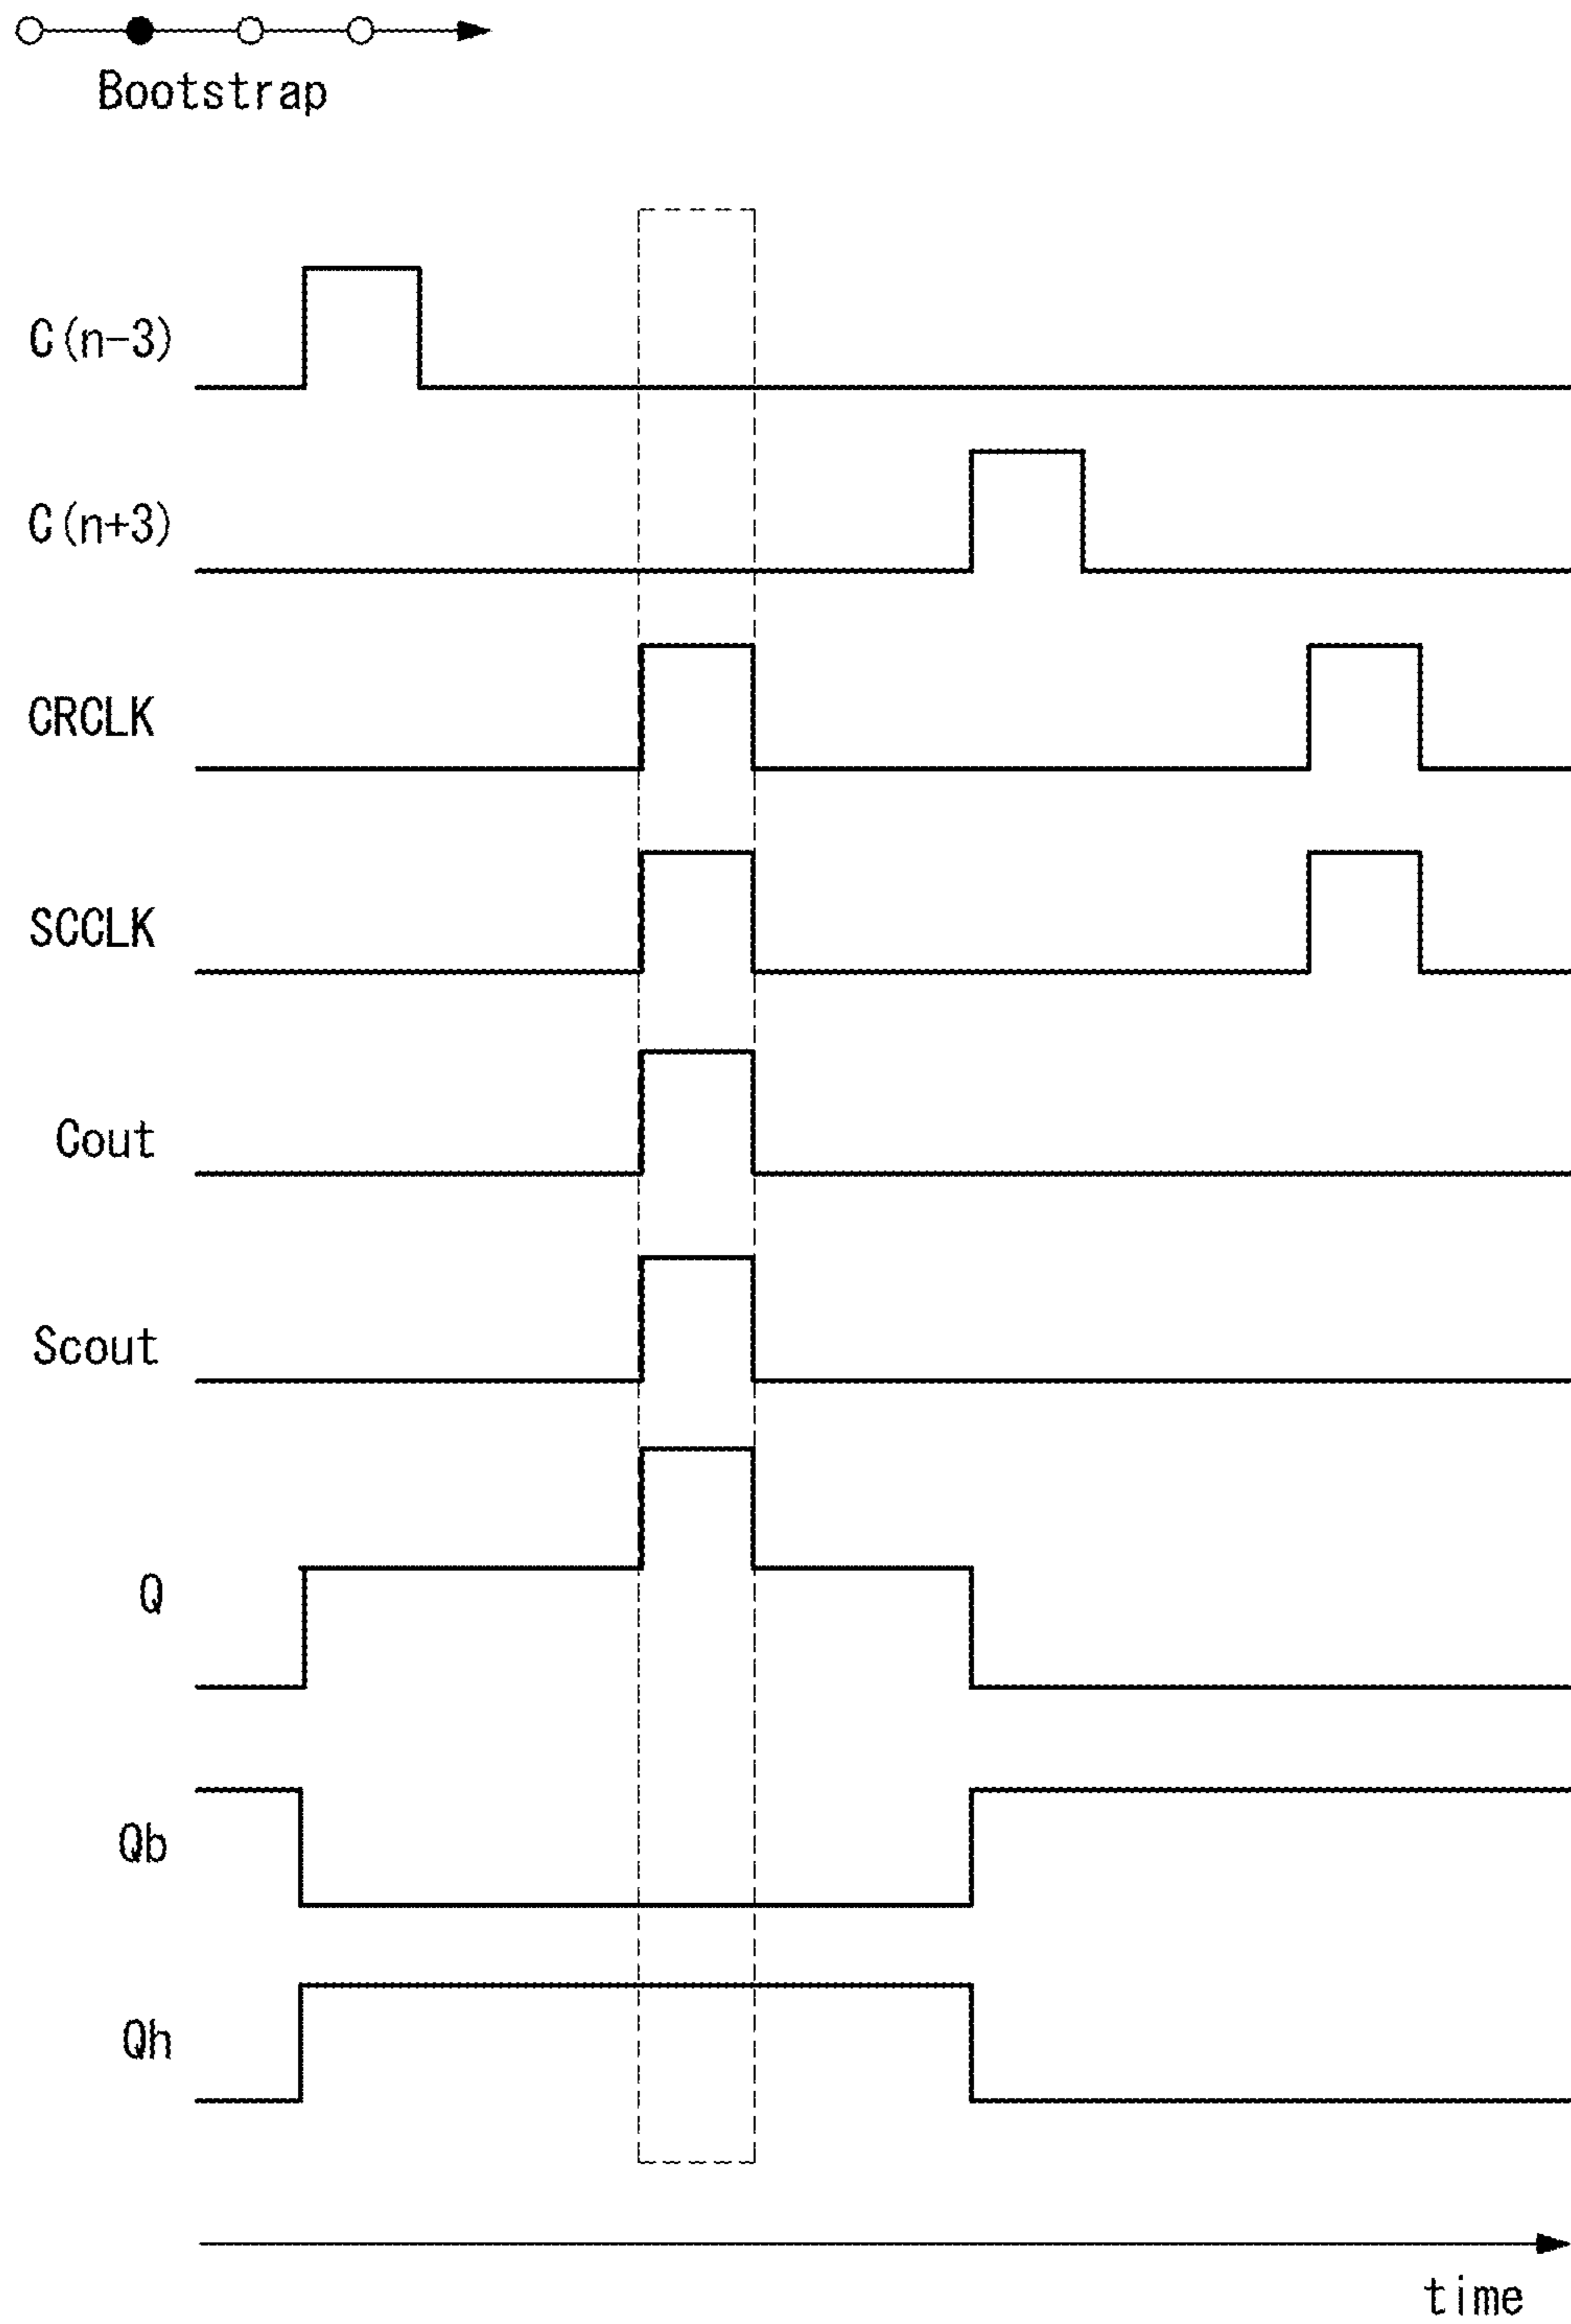 Bootstrap
C(n-3)
C(n+3)
CRCLK
SCCLK
Cout
Scout
Q
Qb
Qh
time